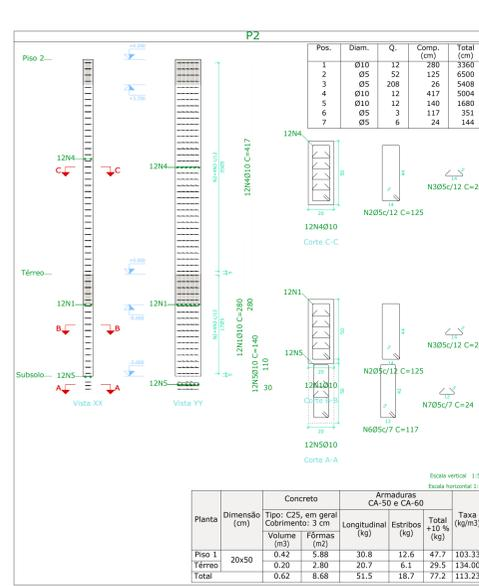 P2
Pos. Diam. Q. Comp. (cm) Total (cm)
1 Ø10 12 280 3360
2 Ø5 52 125 6500
3 Ø5 208 26 5408
4 Ø10 12 417 5004
5 Ø10 12 140 1680
6 Ø5 3 117 351
7 Ø5 6 24 144
Piso 2
12N4
C C
12N4
12N4Ø10 C=417
12N4
12N4Ø10
Corte C-C
N2Ø5c/12 C=125
N3Ø5c/12 C=2
Térreo
12N1
12N1
B B
12N1Ø10 C=280
280
12N5Ø10 C=140
110
30
12N1
12N1Ø10
N2Ø5c/12 C=125
N3Ø5c/12 C=2
Subsolo
12N5
12N5
A A
Vista XX
Vista YY
12N5
12N5Ø10
Corte A-A
N6Ø5c/7 C=117
N7Ø5c/7 C=24
Escala vertical 1:5
Escala horizontal 1:
Planta Dimensão (cm) Concreto Armaduras CA-50 e CA-60
Tipo: C25, em geral
Cobrimento: 3 cm
Volume (m3) Fôrmas (m2) Longitudinal (kg) Estribos (kg) Total +10 % (kg) Taxa (kg/m3)
Piso 1 20x50 0.42 5.88 30.8 12.6 47.7 103.33
Térreo 0.20 2.80 20.7 6.1 29.5 134.00
Total 0.62 8.68 51.5 18.7 77.2 113.23